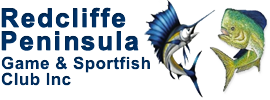 Redcliffe
Peninsula
Game & Sportfish
Club Inc